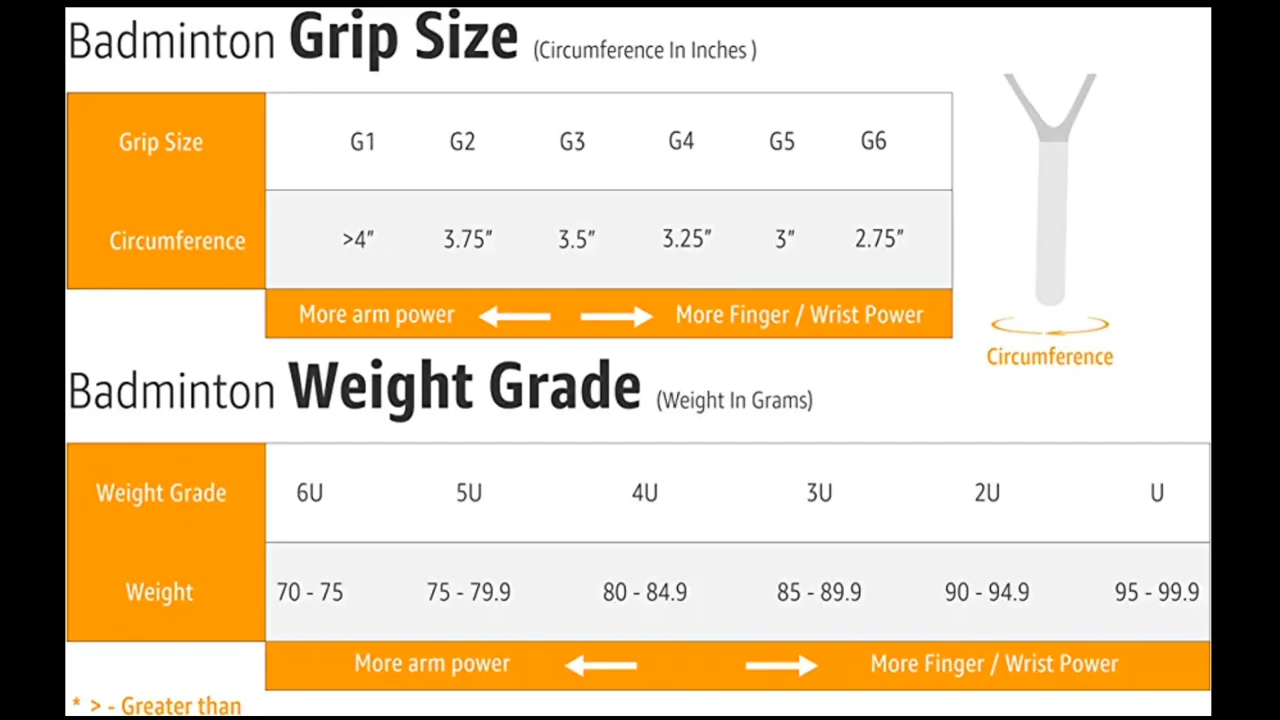 Badminton Grip Size (Circumference In Inches )
Grip Size G1 G2 G3 G4 G5 G6
Circumference >4″ 3.75″ 3.5″ 3.25″ 3″ 2.75″
More arm power More Finger / Wrist Power
Circumference
Badminton Weight Grade (Weight In Grams)
Weight Grade 6U 5U 4U 3U 2U U
Weight 70 - 75 75 - 79.9 80 - 84.9 85 - 89.9 90 - 94.9 95 - 99.9
More arm power More Finger / Wrist Power
* > - Greater than